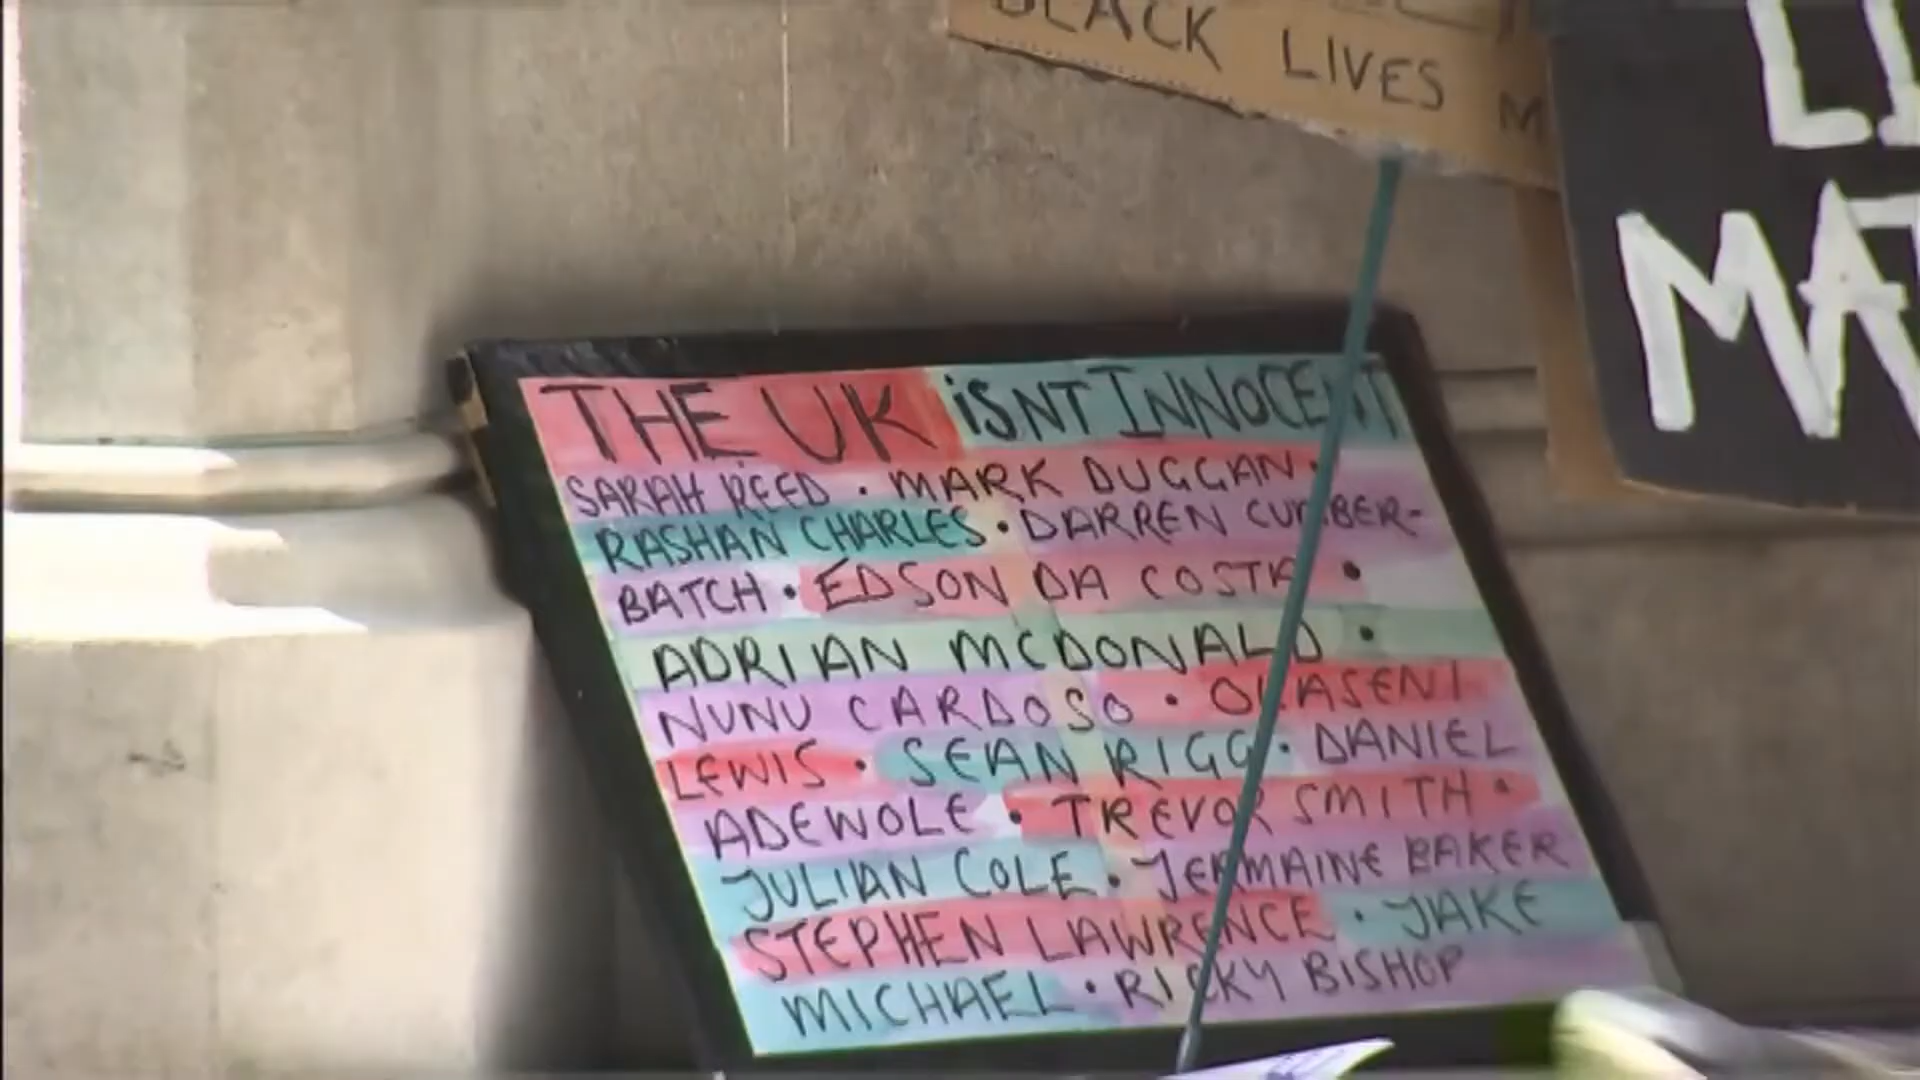 BLACK LIVES M
LI
MAT
THE UK iSNT INNOCENT
SARAH REED · MARK DUGGAN ·
RASHAN CHARLES · DARREN CUMBER-
BATCH · EDSON DA COSTA ·
ADRIAN MCDONALD ·
NUNU CARDOSO · OLASENI
LEWIS · SEAN RIGG · DANIEL
ADEWOLE · TREVOR SMITH ·
JULIAN COLE · JERMAINE BAKER
STEPHEN LAWRENCE · JAKE
MICHAEL · RICKY BISHOP